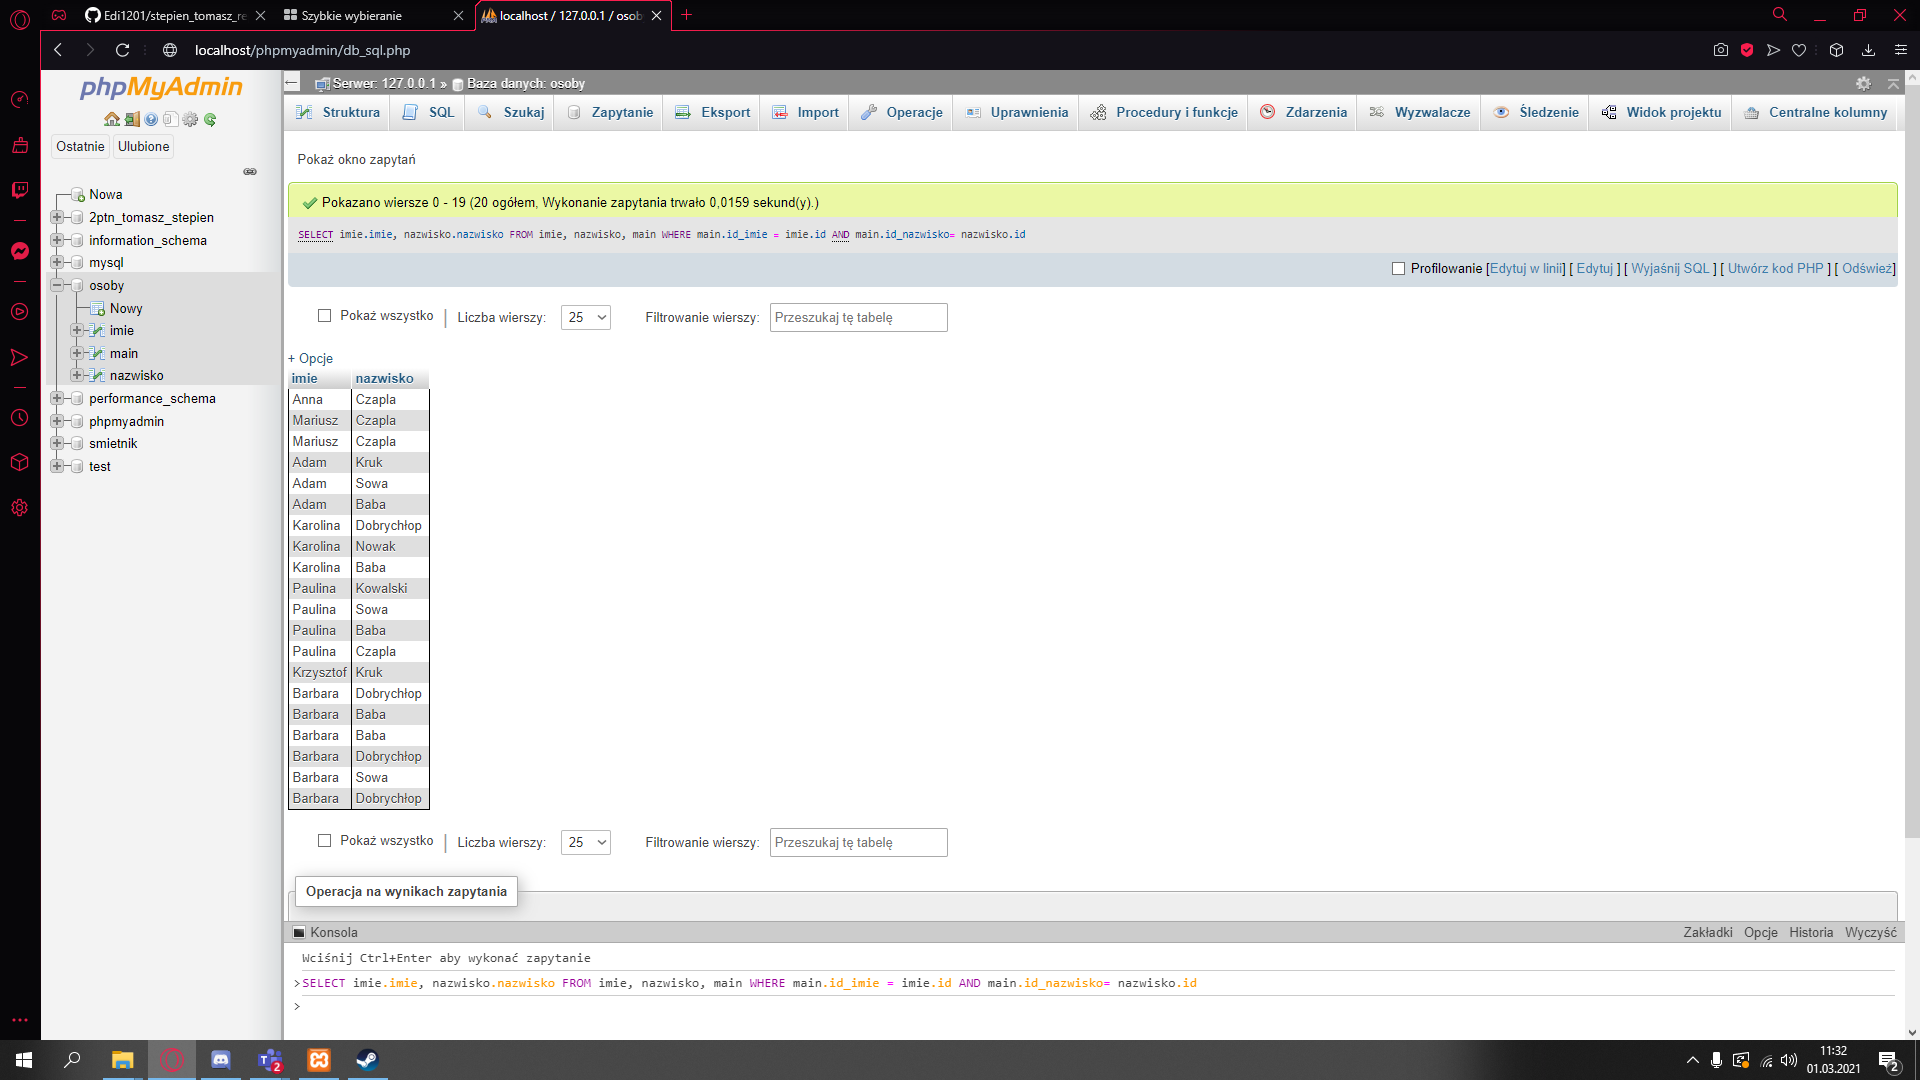 Edi1201/stepien_tomasz_re
Szybkie wybieranie
localhost / 127.0.0.1 / osob
localhost/phpmyadmin/db_sql.php
phpMyAdmin
Ostatnie Ulubione
Nowa
2ptn_tomasz_stepien
information_schema
mysql
osoby
Nowy
imie
main
nazwisko
performance_schema
phpmyadmin
smietnik
test
Serwer: 127.0.0.1 » Baza danych: osoby
Struktura SQL Szukaj Zapytanie Eksport Import Operacje Uprawnienia Procedury i funkcje Zdarzenia Wyzwalacze Śledzenie Widok projektu Centralne kolumny
Pokaż okno zapytań
Pokazano wiersze 0 - 19 (20 ogółem, Wykonanie zapytania trwało 0,0159 sekund(y).)
SELECT imie.imie, nazwisko.nazwisko FROM imie, nazwisko, main WHERE main.id_imie = imie.id AND main.id_nazwisko= nazwisko.id
Profilowanie [Edytuj w linii] [ Edytuj ] [ Wyjaśnij SQL ] [ Utwórz kod PHP ] [ Odśwież]
Pokaż wszystko | Liczba wierszy: 25 Filtrowanie wierszy: Przeszukaj tę tabelę
+ Opcje
imie nazwisko
Anna Czapla
Mariusz Czapla
Mariusz Czapla
Adam Kruk
Adam Sowa
Adam Baba
Karolina Dobrychłop
Karolina Nowak
Karolina Baba
Paulina Kowalski
Paulina Sowa
Paulina Baba
Paulina Czapla
Krzysztof Kruk
Barbara Dobrychłop
Barbara Baba
Barbara Baba
Barbara Dobrychłop
Barbara Sowa
Barbara Dobrychłop
Pokaż wszystko | Liczba wierszy: 25 Filtrowanie wierszy: Przeszukaj tę tabelę
Operacja na wynikach zapytania
Konsola Zakładki Opcje Historia Wyczyść
Wciśnij Ctrl+Enter aby wykonać zapytanie
>SELECT imie.imie, nazwisko.nazwisko FROM imie, nazwisko, main WHERE main.id_imie = imie.id AND main.id_nazwisko= nazwisko.id
>
2
11:32
01.03.2021
2